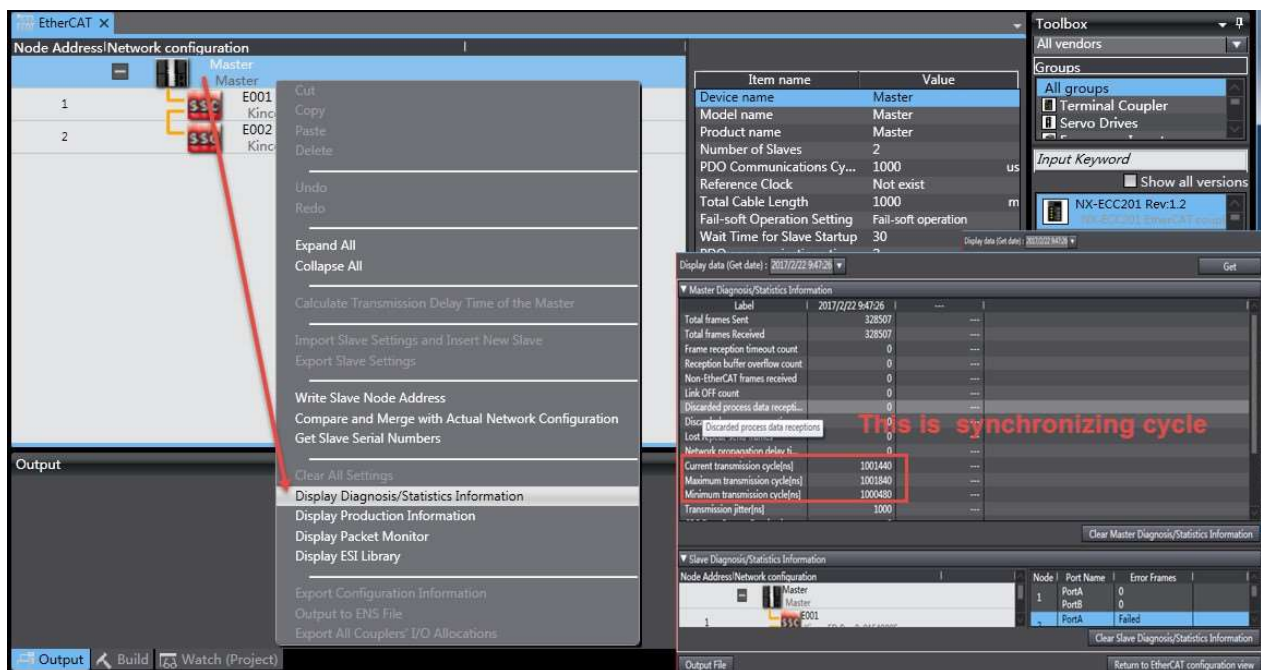 EtherCAT ×
Node Address Network configuration
Master
Master
1 E001
Kinc
2 E002
Kinc
Cut
Copy
Paste
Delete
Undo
Redo
Expand All
Collapse All
Calculate Transmission Delay Time of the Master
Import Slave Settings and Insert New Slave
Export Slave Settings
Write Slave Node Address
Compare and Merge with Actual Network Configuration
Get Slave Serial Numbers
Clear All Settings
Display Diagnosis/Statistics Information
Display Production Information
Display Packet Monitor
Display ESI Library
Export Configuration Information
Output to ENS File
Export All Couplers' I/O Allocations
Item name Value
Device name Master
Model name Master
Product name Master
Number of Slaves 2
PDO Communications Cy... 1000 us
Reference Clock Not exist
Total Cable Length 1000 m
Fail-soft Operation Setting Fail-soft operation
Wait Time for Slave Startup 30
Toolbox
All vendors
Groups
All groups
Terminal Coupler
Servo Drives
Input Keyword
Show all versions
NX-ECC201 Rev:1.2
Display data (Get date) : 2017/2/22 9:47:26
Display data (Get date) : 2017/2/22 9:47:26 Get
Master Diagnosis/Statistics Information
Label 2017/2/22 9:47:26 ---
Total frames Sent 328507 ---
Total frames Received 328507 ---
Frame reception timeout count 0 ---
Reception buffer overflow count 0 ---
Non-EtherCAT frames received 0 ---
Link OFF count 0 ---
Discarded process data recepti... 0 ---
Discarded process data receptions
This is synchronizing cycle
Network propagation delay ti... 0 ---
Current transmission cycle[ns] 1001440 ---
Maximum transmission cycle[ns] 1001840 ---
Minimum transmission cycle[ns] 1000480 ---
Transmission jitter[ns] 1000 ---
Clear Master Diagnosis/Statistics Information
Slave Diagnosis/Statistics Information
Node Address Network configuration
Master
Master
1 E001
Node Port Name Error Frames
1 PortA 0
PortB 0
PortA Failed
Clear Slave Diagnosis/Statistics Information
Output File
Return to EtherCAT configuration view
Output
Output Build Watch (Project)